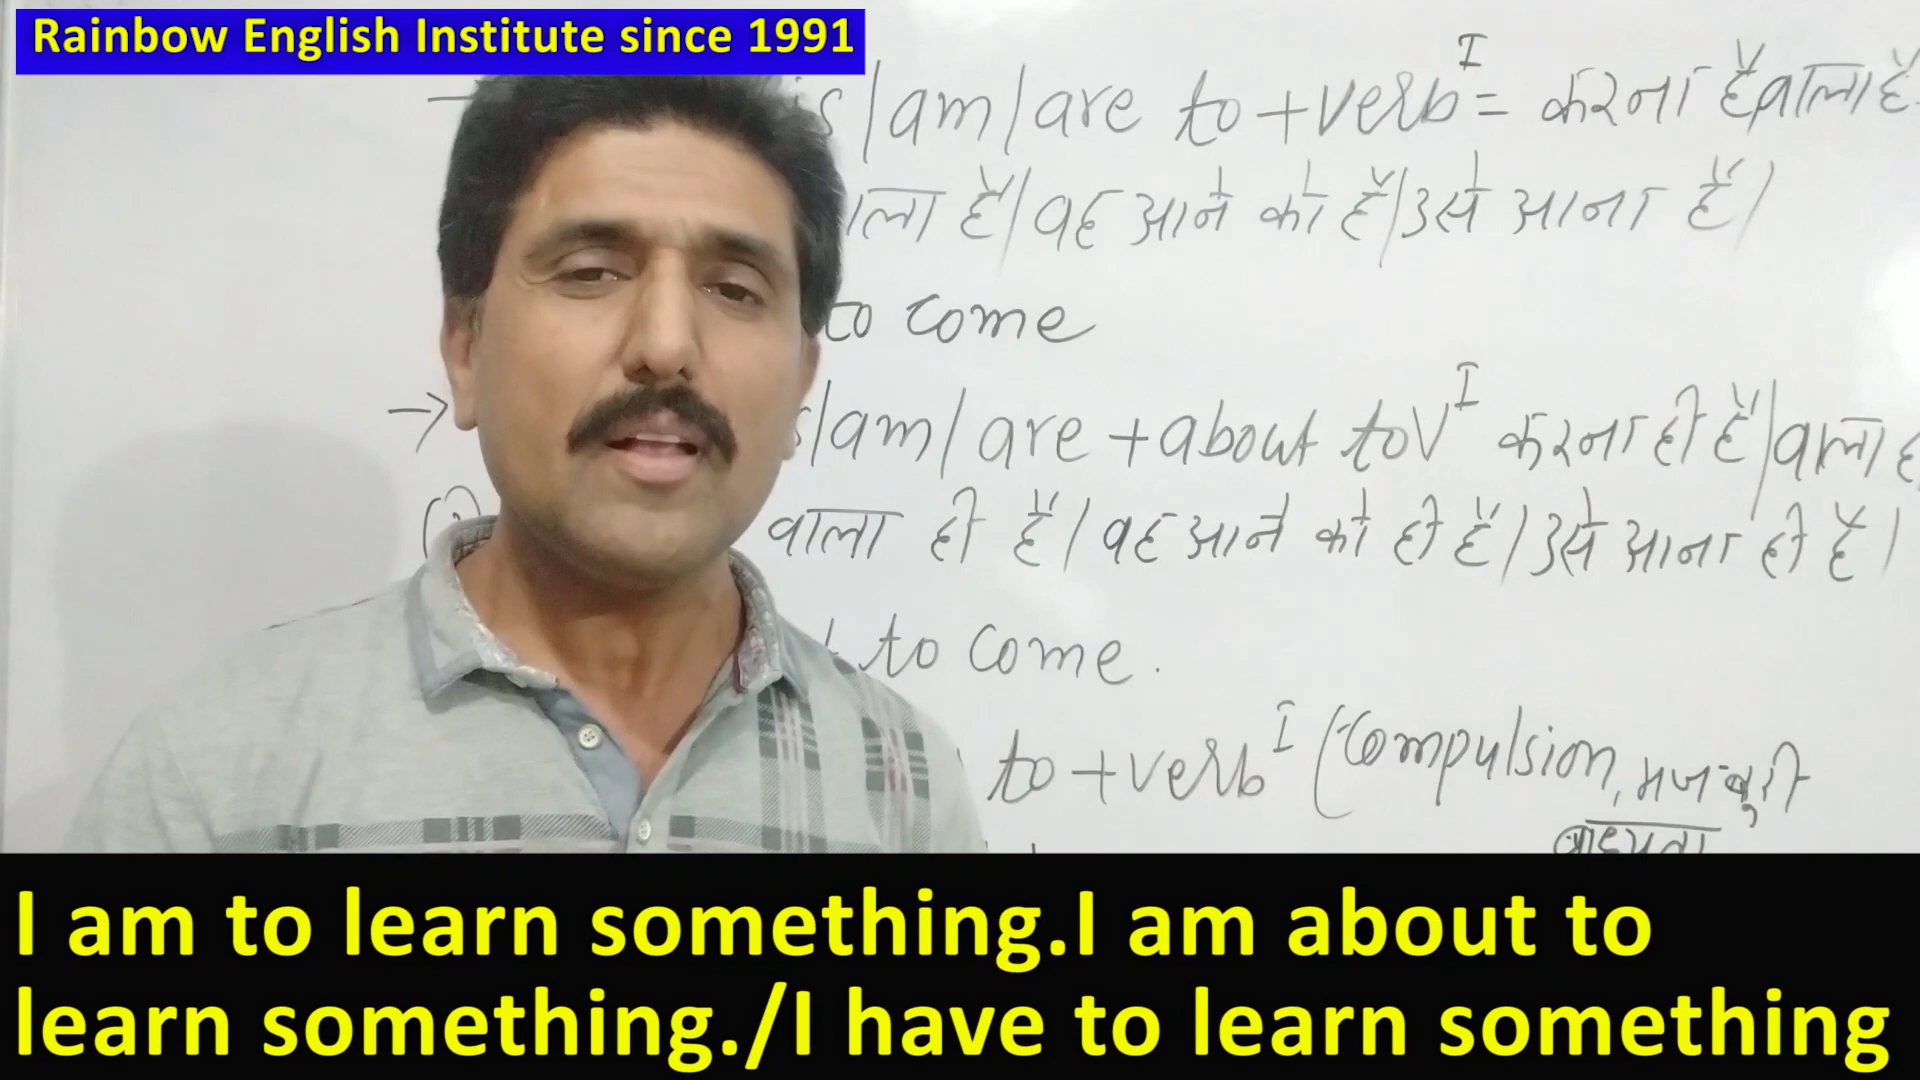 Rainbow English Institute since 1991
is/am/are to + verb I = करना है/वाला है
वाला है/वह आने को है/उसे आना है/
to come
→ /am/are + about to V I करना ही है/वाला
वाला ही है/वह आने को ही है/उसे आना ही है/
to come.
to + verb I (Compulsion, मजबूरी
बाध्यता
I am to learn something.I am about to
learn something./I have to learn something